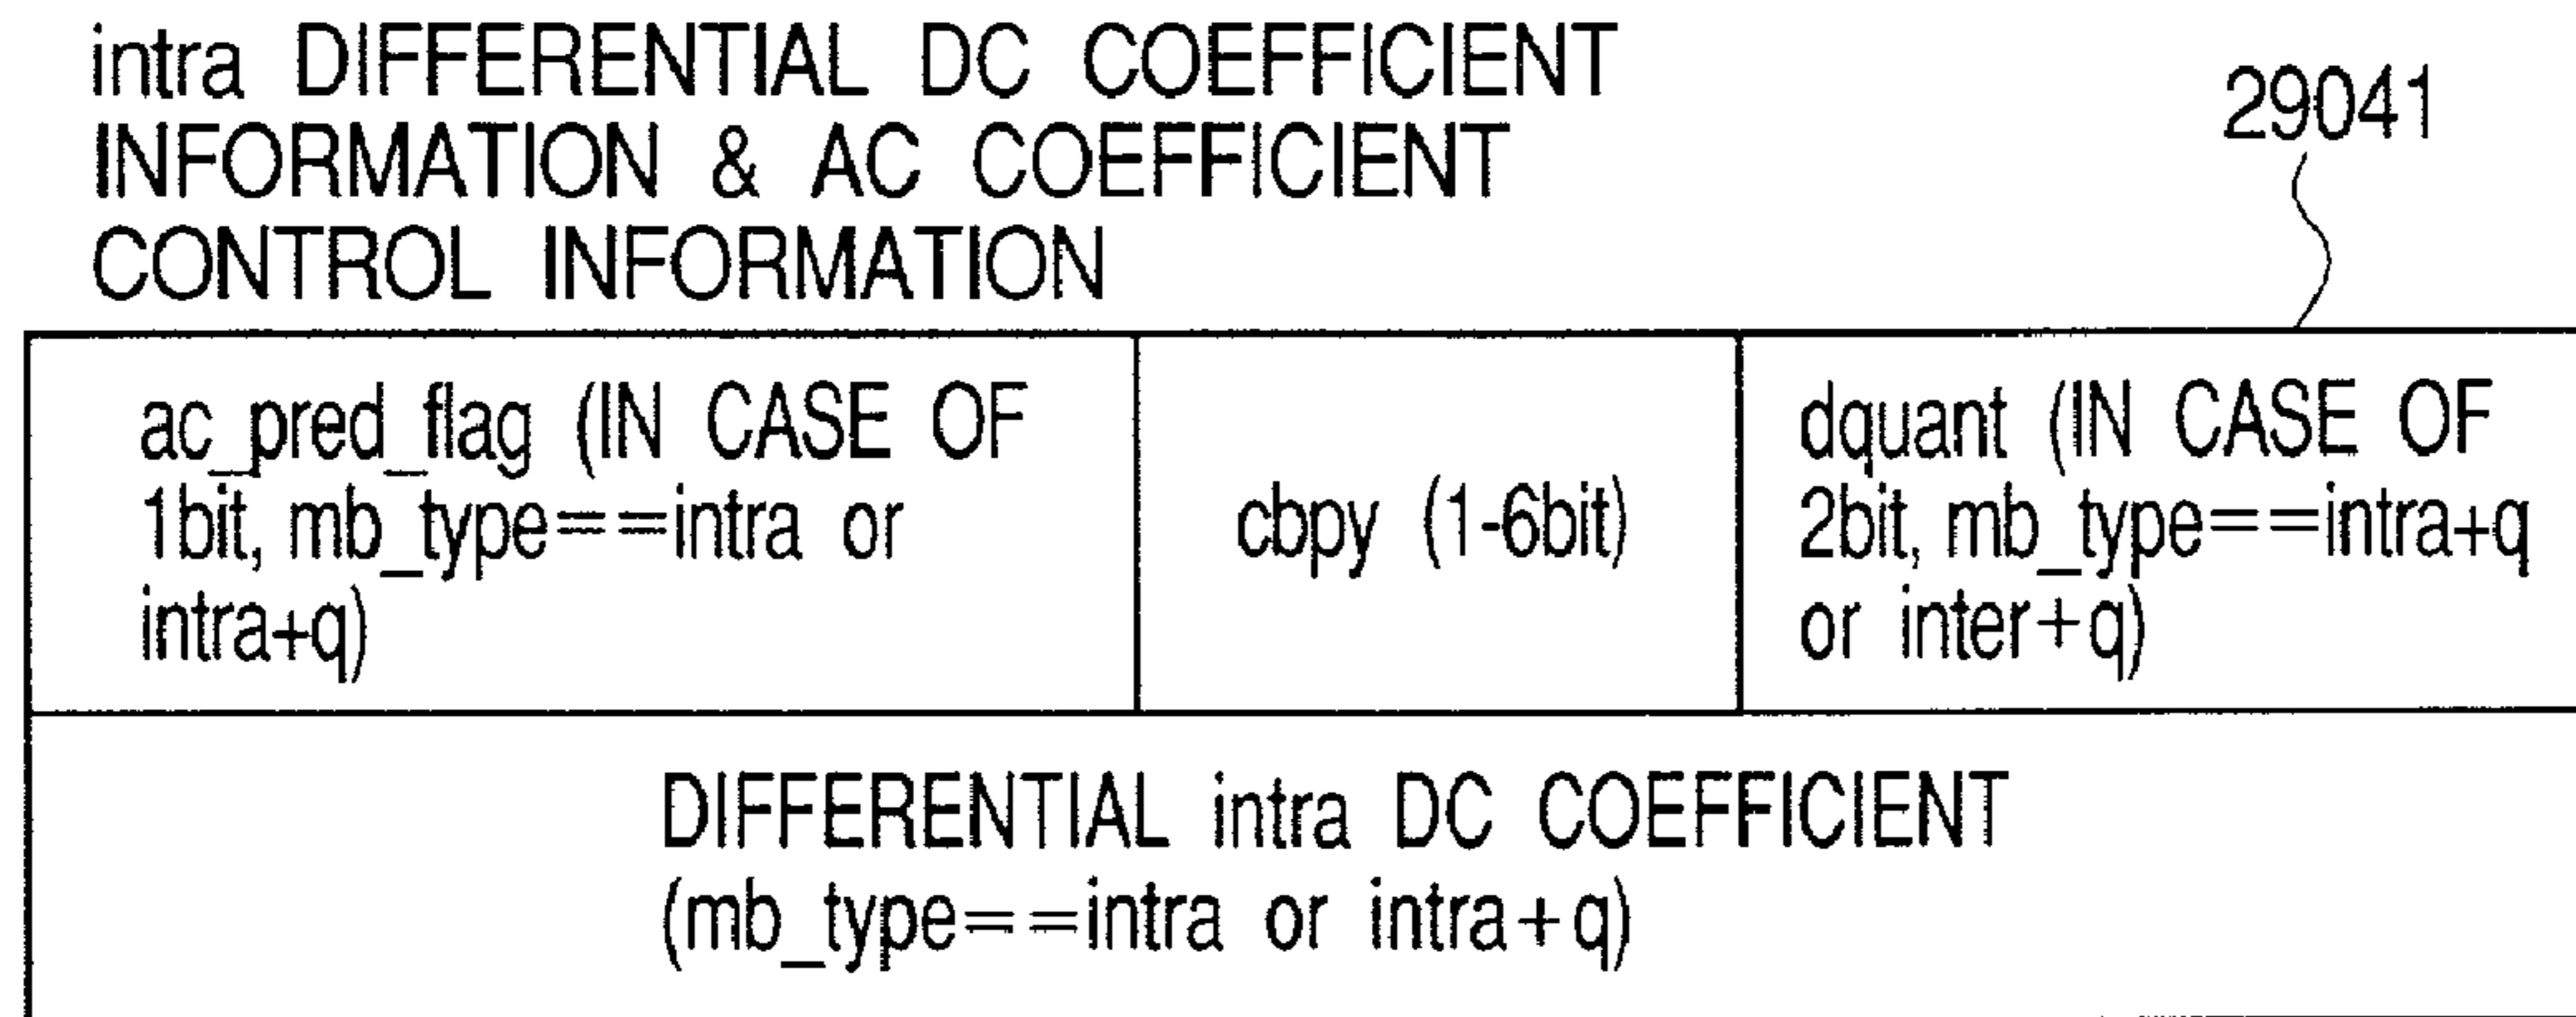 intra DIFFERENTIAL DC COEFFICIENT
INFORMATION & AC COEFFICIENT
CONTROL INFORMATION
29041
ac_pred_flag (IN CASE OF
1bit, mb_type==intra or
intra+q)
cbpy (1-6bit)
dquant (IN CASE OF
2bit, mb_type==intra+q
or inter+q)
DIFFERENTIAL intra DC COEFFICIENT
(mb_type==intra or intra+q)